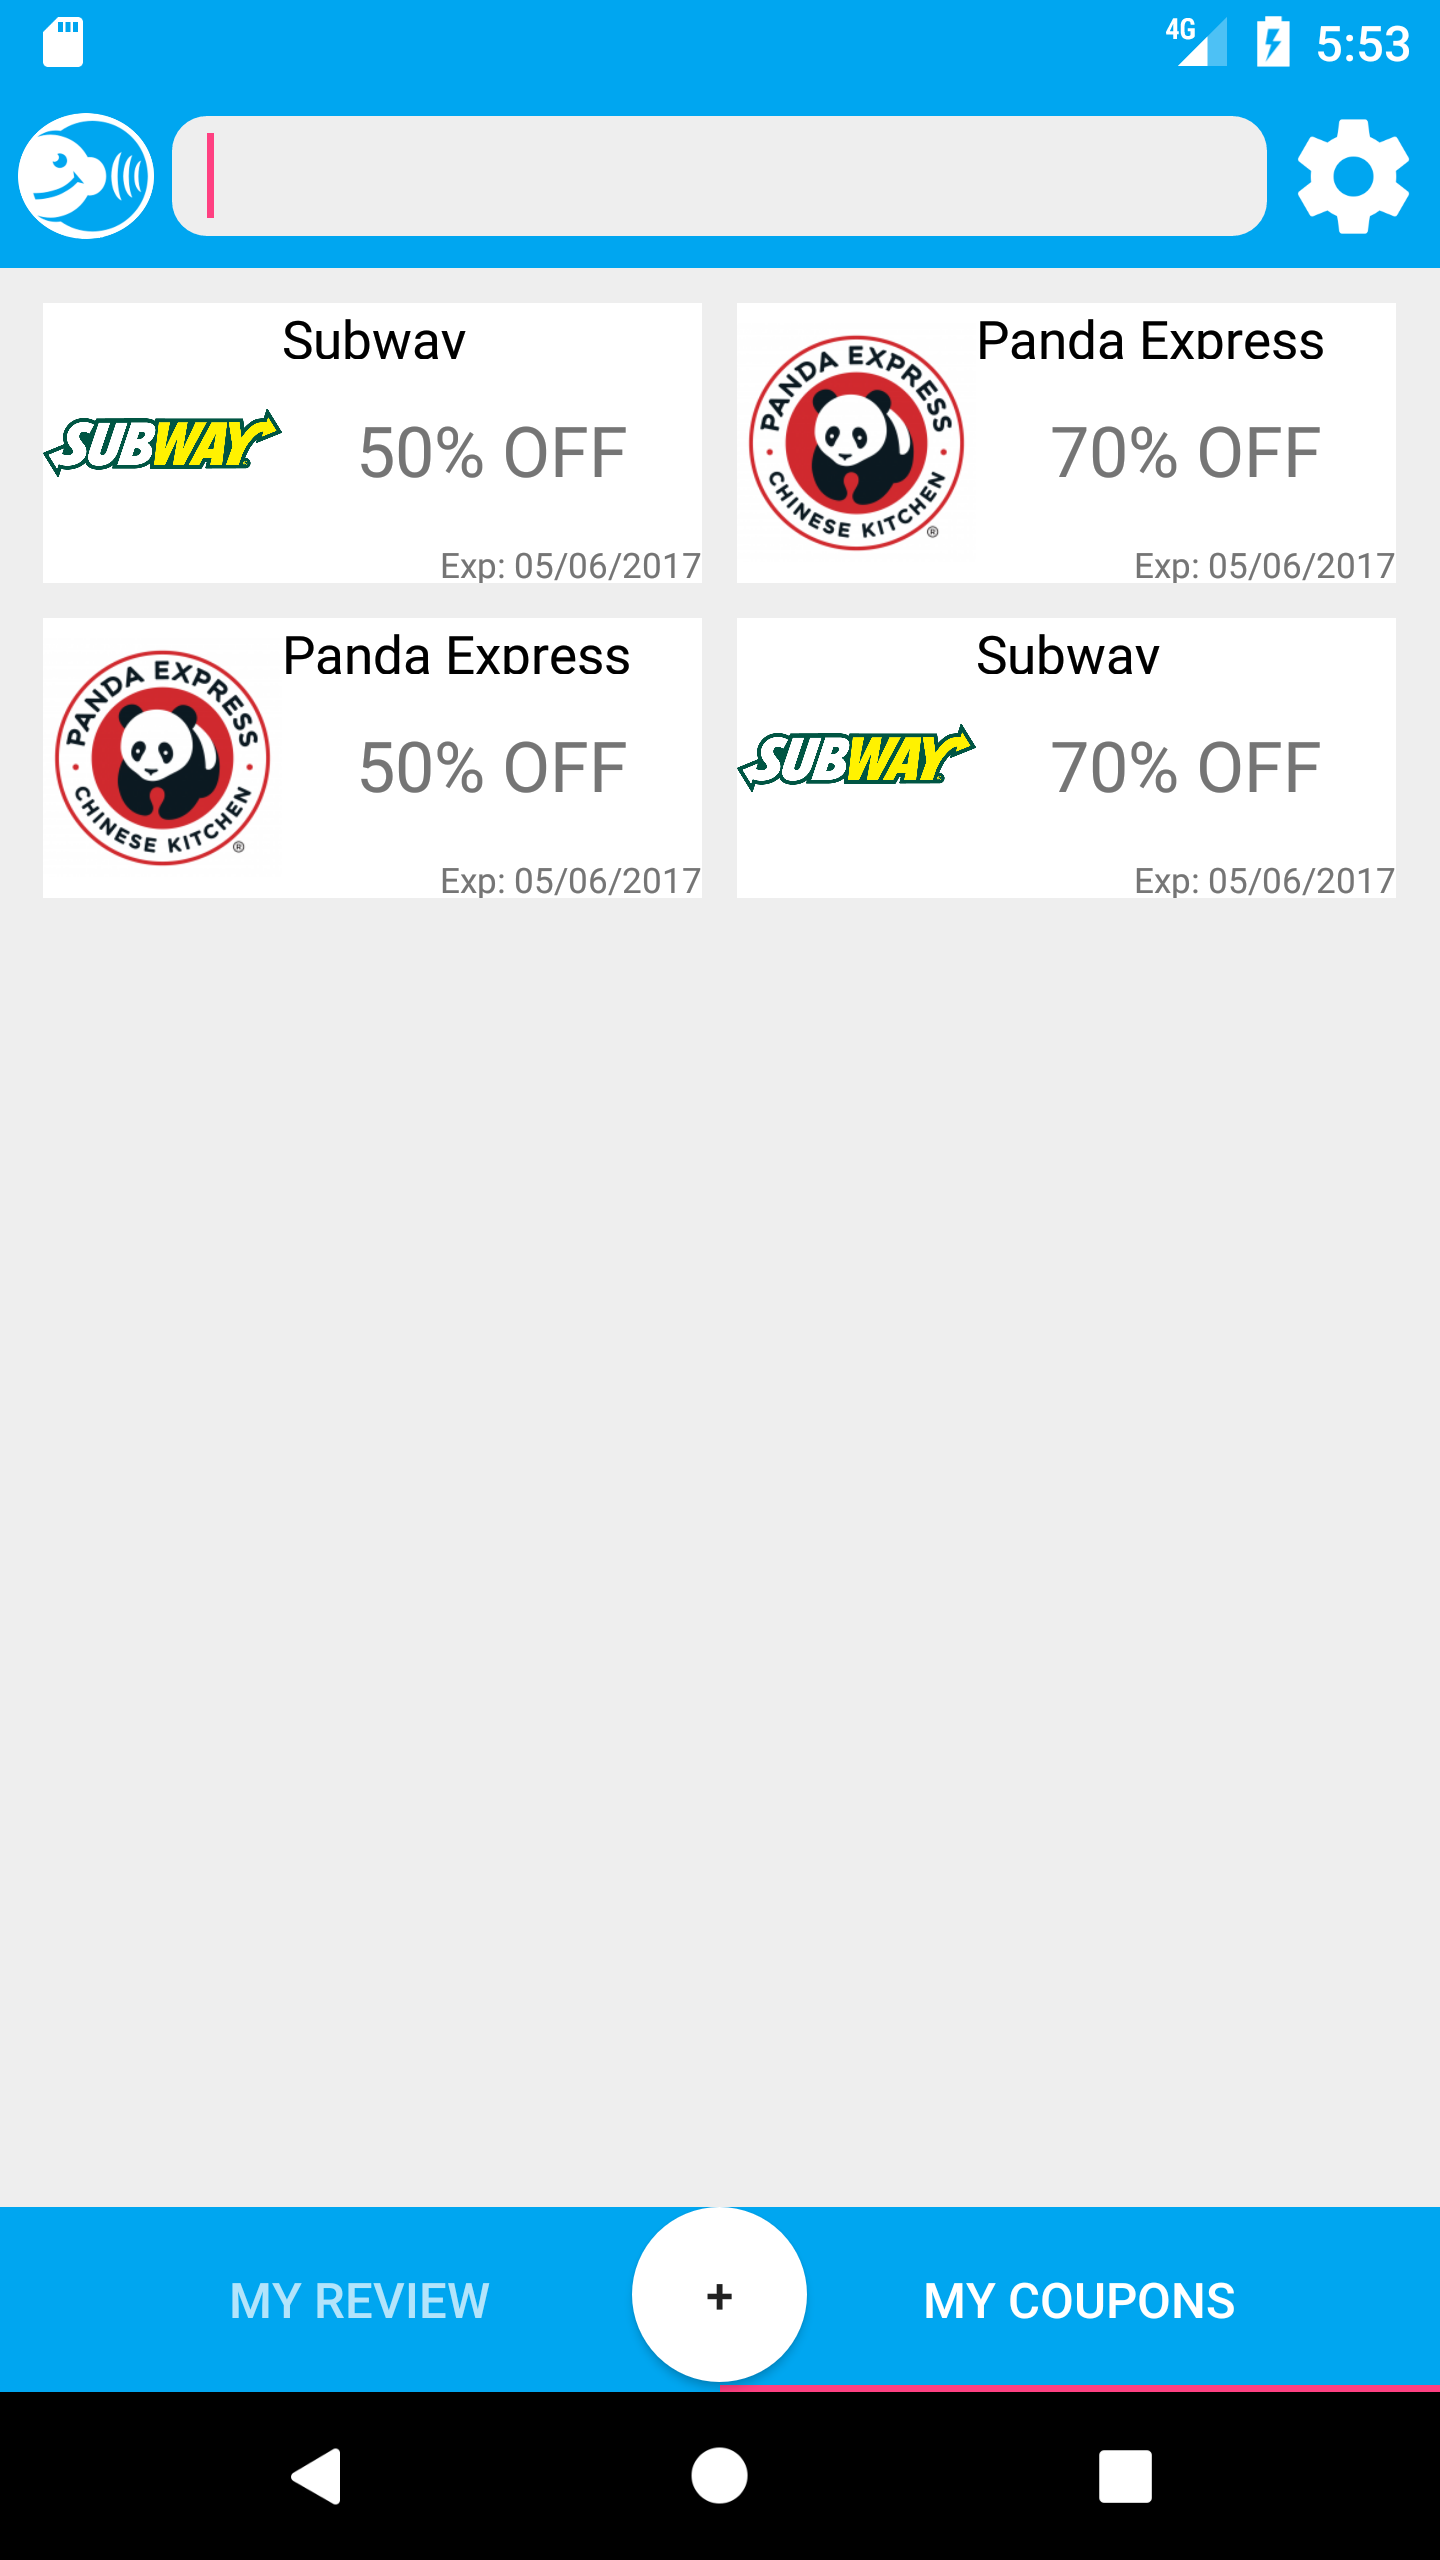 4G 5:53
Subway
SUBWAY
50% OFF
Exp: 05/06/2017
Panda Express
PANDA EXPRESS
CHINESE KITCHEN ®
70% OFF
Exp: 05/06/2017
Panda Express
PANDA EXPRESS
CHINESE KITCHEN ®
50% OFF
Exp: 05/06/2017
Subway
SUBWAY
70% OFF
Exp: 05/06/2017
MY REVIEW
+
MY COUPONS